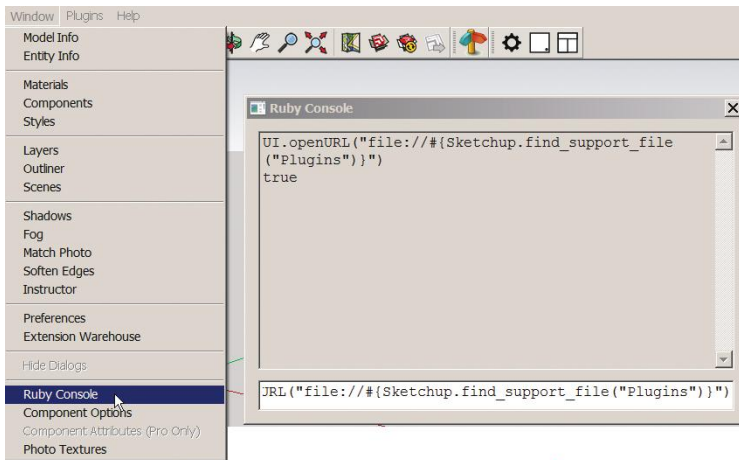 Window Plugins Help
Model Info
Entity Info
Materials
Components
Styles
Layers
Outliner
Scenes
Shadows
Fog
Match Photo
Soften Edges
Instructor
Preferences
Extension Warehouse
Hide Dialogs
Ruby Console
Component Options
Component Attributes (Pro Only)
Photo Textures
Ruby Console
UI.openURL("file://#{Sketchup.find_support_file
("Plugins")}")
true
JRL("file://#{Sketchup.find_support_file("Plugins")}")